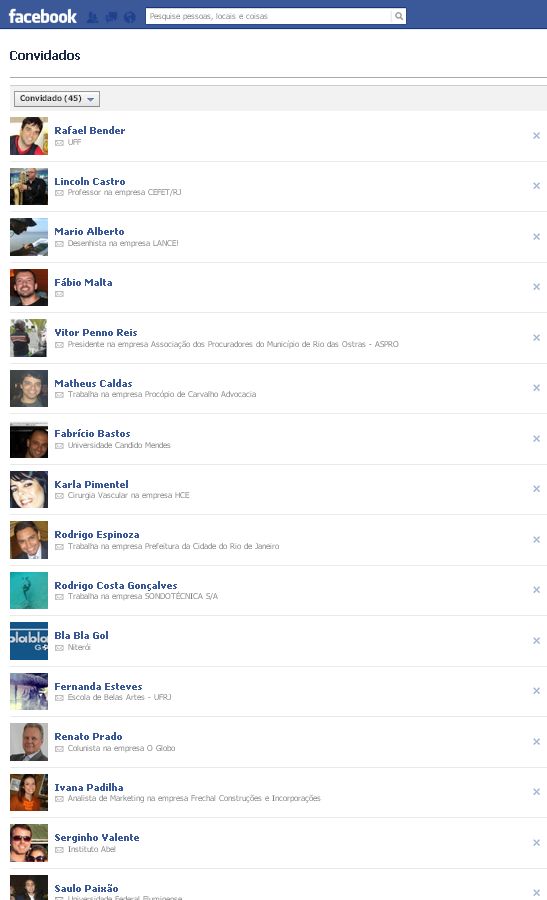 facebook
Pesquise pessoas, locais e coisas
Convidados
Convidado (45)
Rafael Bender
UFF
Lincoln Castro
Professor na empresa CEFET/RJ
Mario Alberto
Desenhista na empresa LANCE!
Fábio Malta
Vitor Penno Reis
Presidente na empresa Associação dos Procuradores do Município de Rio das Ostras - ASPRO
Matheus Caldas
Trabalha na empresa Procópio de Carvalho Advocacia
Fabrício Bastos
Universidade Candido Mendes
Karla Pimentel
Cirurgia Vascular na empresa HCE
Rodrigo Espinoza
Trabalha na empresa Prefeitura da Cidade do Rio de Janeiro
Rodrigo Costa Gonçalves
Trabalha na empresa SONDOTÉCNICA S/A
Bla Bla Gol
Niterói
Fernanda Esteves
Escola de Belas Artes - UFRJ
Renato Prado
Colunista na empresa O Globo
Ivana Padilha
Analista de Marketing na empresa Frechal Construções e Incorporações
Serginho Valente
Instituto Abel
Saulo Paixão
Universidade Federal Fluminense